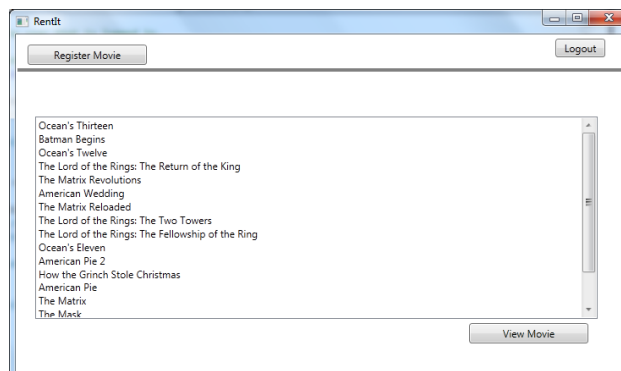 RentIt
Register Movie
Logout
Ocean's Thirteen
Batman Begins
Ocean's Twelve
The Lord of the Rings: The Return of the King
The Matrix Revolutions
American Wedding
The Matrix Reloaded
The Lord of the Rings: The Two Towers
The Lord of the Rings: The Fellowship of the Ring
Ocean's Eleven
American Pie 2
How the Grinch Stole Christmas
American Pie
The Matrix
The Mask
View Movie